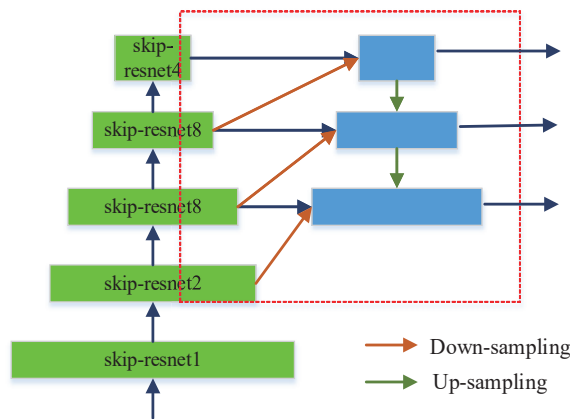 skip-
resnet4
skip-resnet8
skip-resnet8
skip-resnet2
skip-resnet1
Down-sampling
Up-sampling